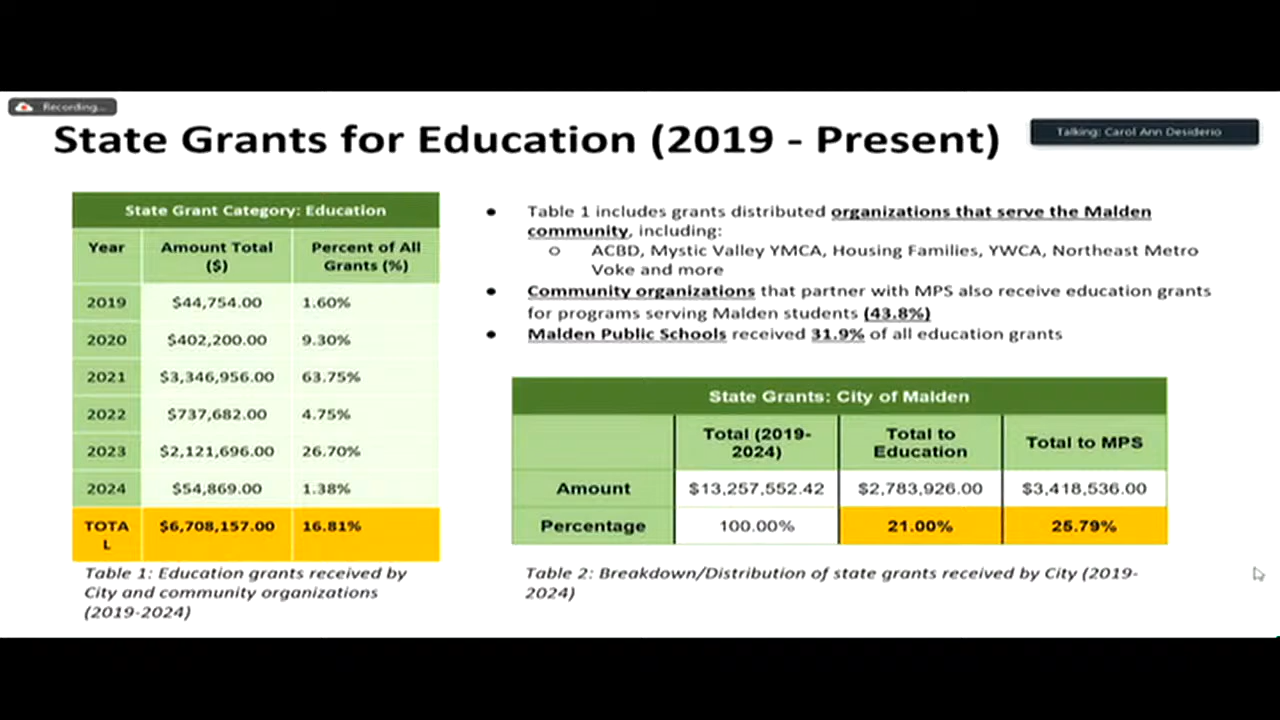 Recording...
State Grants for Education (2019 - Present)
Talking: Carol Ann Desiderio
State Grant Category: Education
Year Amount Total ($) Percent of All Grants (%)
2019 $44,754.00 1.60%
2020 $402,200.00 9.30%
2021 $3,346,956.00 63.75%
2022 $737,682.00 4.75%
2023 $2,121,696.00 26.70%
2024 $54,869.00 1.38%
TOTAL $6,708,157.00 16.81%
Table 1: Education grants received by
City and community organizations
(2019-2024)
● Table 1 includes grants distributed organizations that serve the Malden
community, including:
○ ACBD, Mystic Valley YMCA, Housing Families, YWCA, Northeast Metro
Voke and more
● Community organizations that partner with MPS also receive education grants
for programs serving Malden students (43.8%)
● Malden Public Schools received 31.9% of all education grants
State Grants: City of Malden
Total (2019-2024) Total to Education Total to MPS
Amount $13,257,552.42 $2,783,926.00 $3,418,536.00
Percentage 100.00% 21.00% 25.79%
Table 2: Breakdown/Distribution of state grants received by City (2019-
2024)